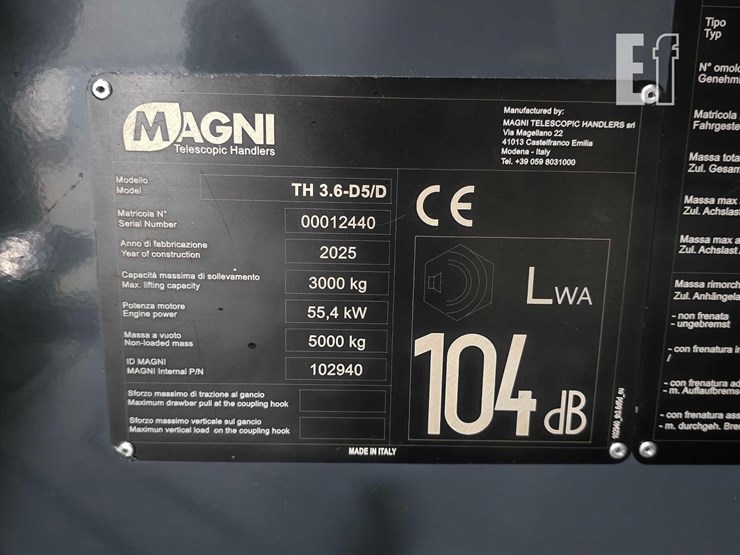 Ef
MAGNI
Telescopic Handlers
Manufactured by:
MAGNI TELESCOPIC HANDLERS srl
Via Magellano 22
41013 Castelfranco Emilia
Modena - Italy
Tel. +39 059 8031000
Modello
Model
TH 3.6-D5/D
Matricola N°
Serial Number
00012440
Anno di fabbricazione
Year of construction
2025
Capacità massima di sollevamento
Max. lifting capacity
3000 kg
Potenza motore
Engine power
55,4 kW
Massa a vuoto
Non-loaded mass
5000 kg
ID MAGNI
MAGNI Internal P/N
102940
Sforzo massimo di trazione al gancio
Maximum drawbar pull at the coupling hook
Sforzo massimo verticale sul gancio
Maximun vertical load on the coupling hook
MADE IN ITALY
CE
LWA
104 dB
Tipo
Typ
N° omolo
Genehmi
Matricola
Fahrgeste
Massa tota
Zul. Gesam
Massa max
Zul. Achslas
Massa max a
Zul. Achslast
Massa rimorch
Zul. Anhängela
- non frenata
- ungebremst
- con frenatura in
/
- con frenatura ad
- m. Auflaufbrems
- con frenatura ass
- m. durchgeh. Bre